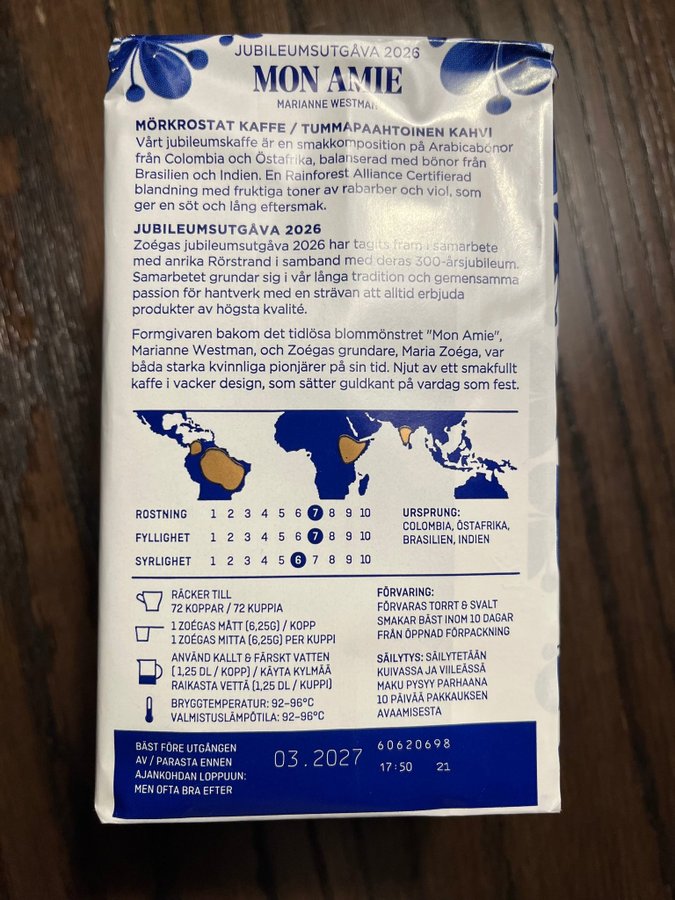 JUBILEUMSUTGÅVA 2026
MON AMIE
MARIANNE WESTMAN
MÖRKROSTAT KAFFE / TUMMAPAAHTOINEN KAHVI
Vårt jubileumskaffe är en smakkomposition på Arabicabönor
från Colombia och Östafrika, balanserad med bönor från
Brasilien och Indien. En Rainforest Alliance Certifierad
blandning med fruktiga toner av rabarber och viol, som
ger en söt och lång eftersmak.
JUBILEUMSUTGÅVA 2026
Zoégas jubileumsutgåva 2026 har tagits fram i samarbete
med anrika Rörstrand i samband med deras 300-årsjubileum.
Samarbetet grundar sig i vår långa tradition och gemensamma
passion för hantverk med en strävan att alltid erbjuda
produkter av högsta kvalité.
Formgivaren bakom det tidlösa blommönstret "Mon Amie",
Marianne Westman, och Zoégas grundare, Maria Zoéga, var
båda starka kvinnliga pionjärer på sin tid. Njut av ett smakfullt
kaffe i vacker design, som sätter guldkant på vardag som fest.
ROSTNING 1 2 3 4 5 6 7 8 9 10
FYLLIGHET 1 2 3 4 5 6 7 8 9 10
SYRLIGHET 1 2 3 4 5 6 7 8 9 10
URSPRUNG:
COLOMBIA, ÖSTAFRIKA,
BRASILIEN, INDIEN
RÄCKER TILL
72 KOPPAR / 72 KUPPIA
1 ZOÉGAS MÅTT (6,25G) / KOPP
1 ZOÉGAS MITTA (6,25G) PER KUPPI
ANVÄND KALLT & FÄRSKT VATTEN
(1,25 DL / KOPP) / KÄYTÄ KYLMÄÄ
RAIKASTA VETTÄ (1,25 DL / KUPPI)
BRYGGTEMPERATUR: 92–96°C
VALMISTUSLÄMPÖTILA: 92–96°C
FÖRVARING:
FÖRVARAS TORRT & SVALT
SMAKAR BÄST INOM 10 DAGAR
FRÅN ÖPPNAD FÖRPACKNING
SÄILYTYS: SÄILYTETÄÄN
KUIVASSA JA VIILEÄSSÄ
MAKU PYSYY PARHAANA
10 PÄIVÄÄ PAKKAUKSEN
AVAAMISESTA
BÄST FÖRE UTGÅNGEN
AV / PARASTA ENNEN
AJANKOHDAN LOPPUUN:
MEN OFTA BRA EFTER
03.2027
60620698
17:50 21